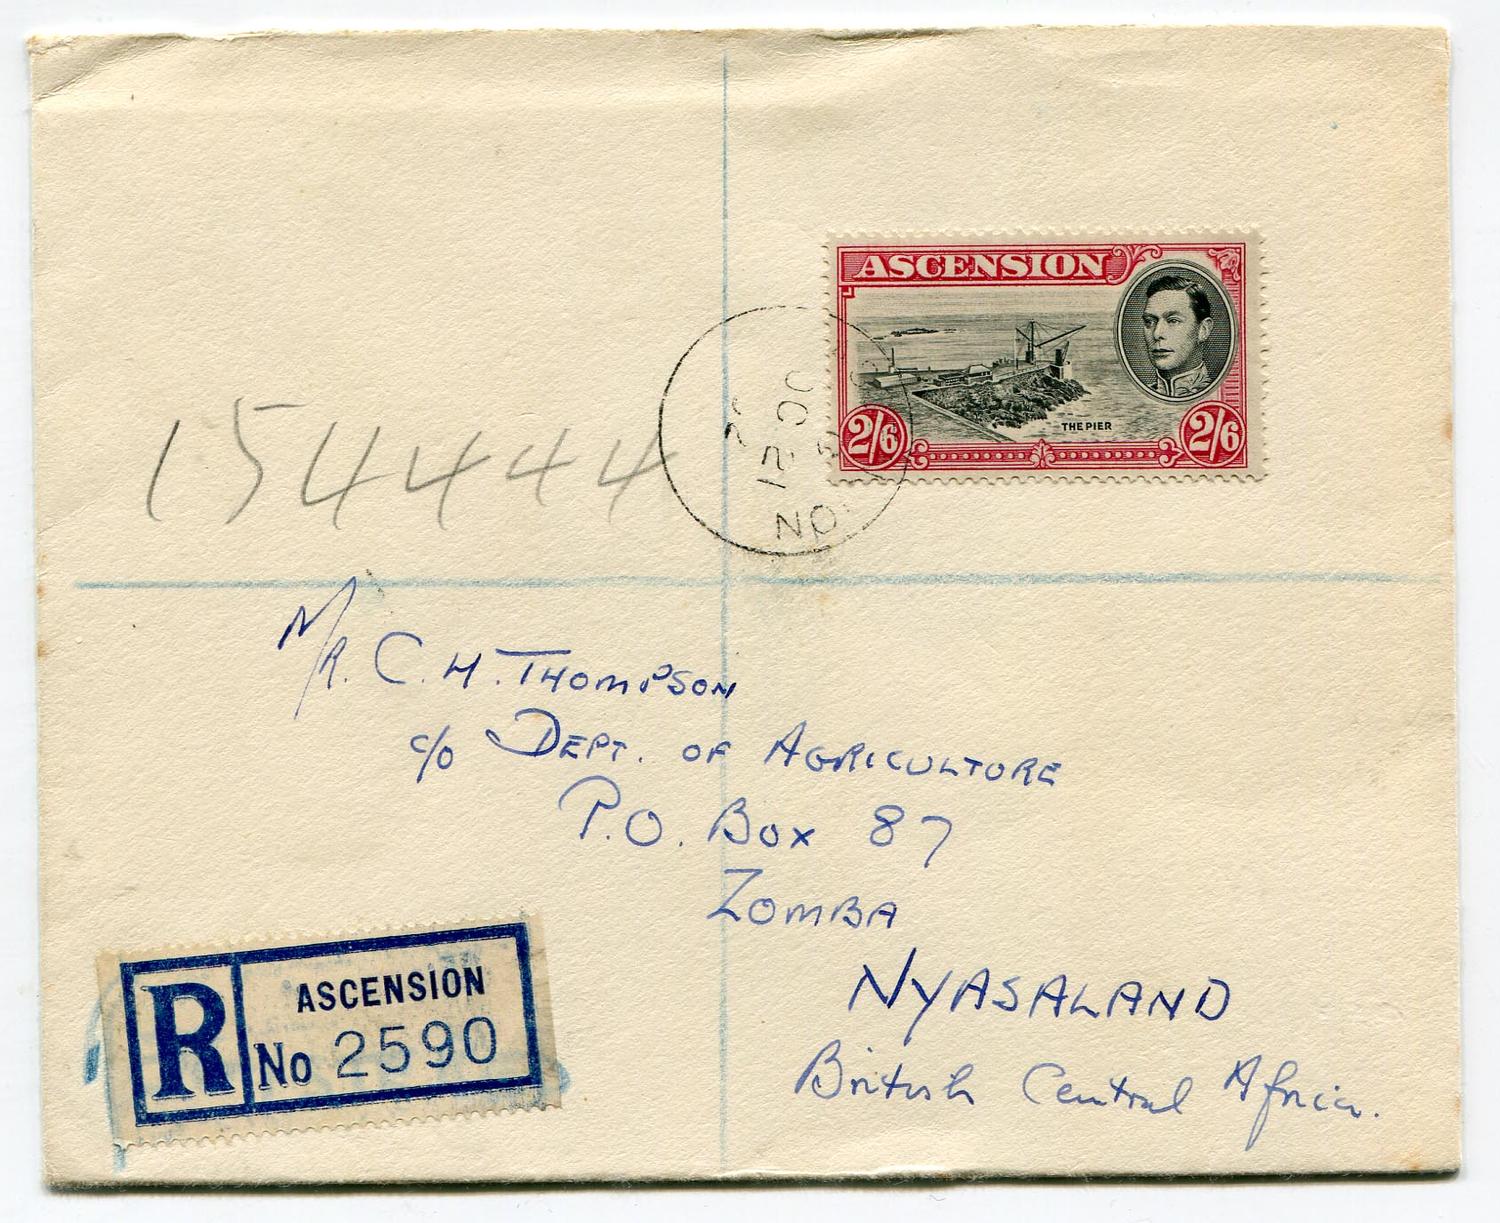 ASCENSION
THE PIER
2/6 2/6
154444
MR. C. H. THOMPSON
c/o DEPT. OF AGRICULTURE
P.O. BOX 87
ZOMBA
NYASALAND
British Central Africa.
R
ASCENSION
No 2590